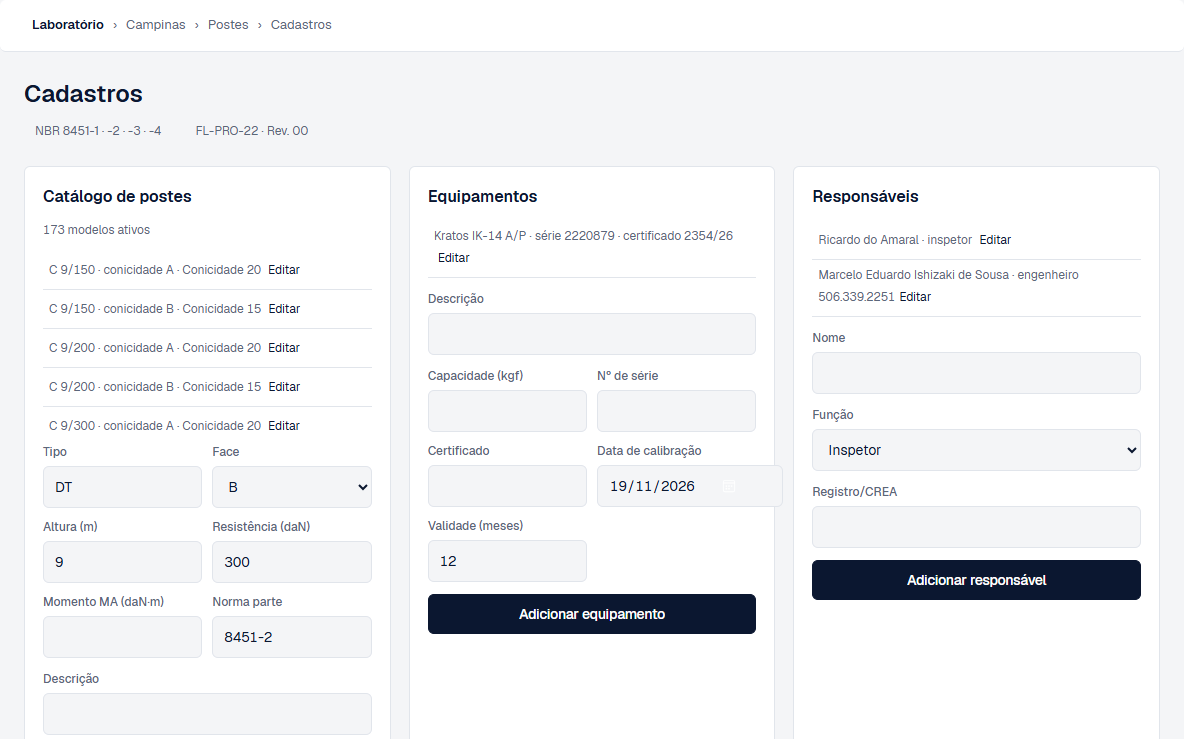 Laboratório › Campinas › Postes › Cadastros
Cadastros
NBR 8451-1 · -2 · -3 · -4 FL-PRO-22 · Rev. 00
Catálogo de postes
173 modelos ativos
C 9/150 · conicidade A · Conicidade 20 Editar
C 9/150 · conicidade B · Conicidade 15 Editar
C 9/200 · conicidade A · Conicidade 20 Editar
C 9/200 · conicidade B · Conicidade 15 Editar
C 9/300 · conicidade A · Conicidade 20 Editar
Tipo Face
DT B
Altura (m) Resistência (daN)
9 300
Momento MA (daN·m) Norma parte
8451-2
Descrição
Equipamentos
Kratos IK-14 A/P · série 2220879 · certificado 2354/26
Editar
Descrição
Capacidade (kgf) Nº de série
Certificado Data de calibração
19/11/2026
Validade (meses)
12
Adicionar equipamento
Responsáveis
Ricardo do Amaral · inspetor Editar
Marcelo Eduardo Ishizaki de Sousa · engenheiro
506.339.2251 Editar
Nome
Função
Inspetor
Registro/CREA
Adicionar responsável